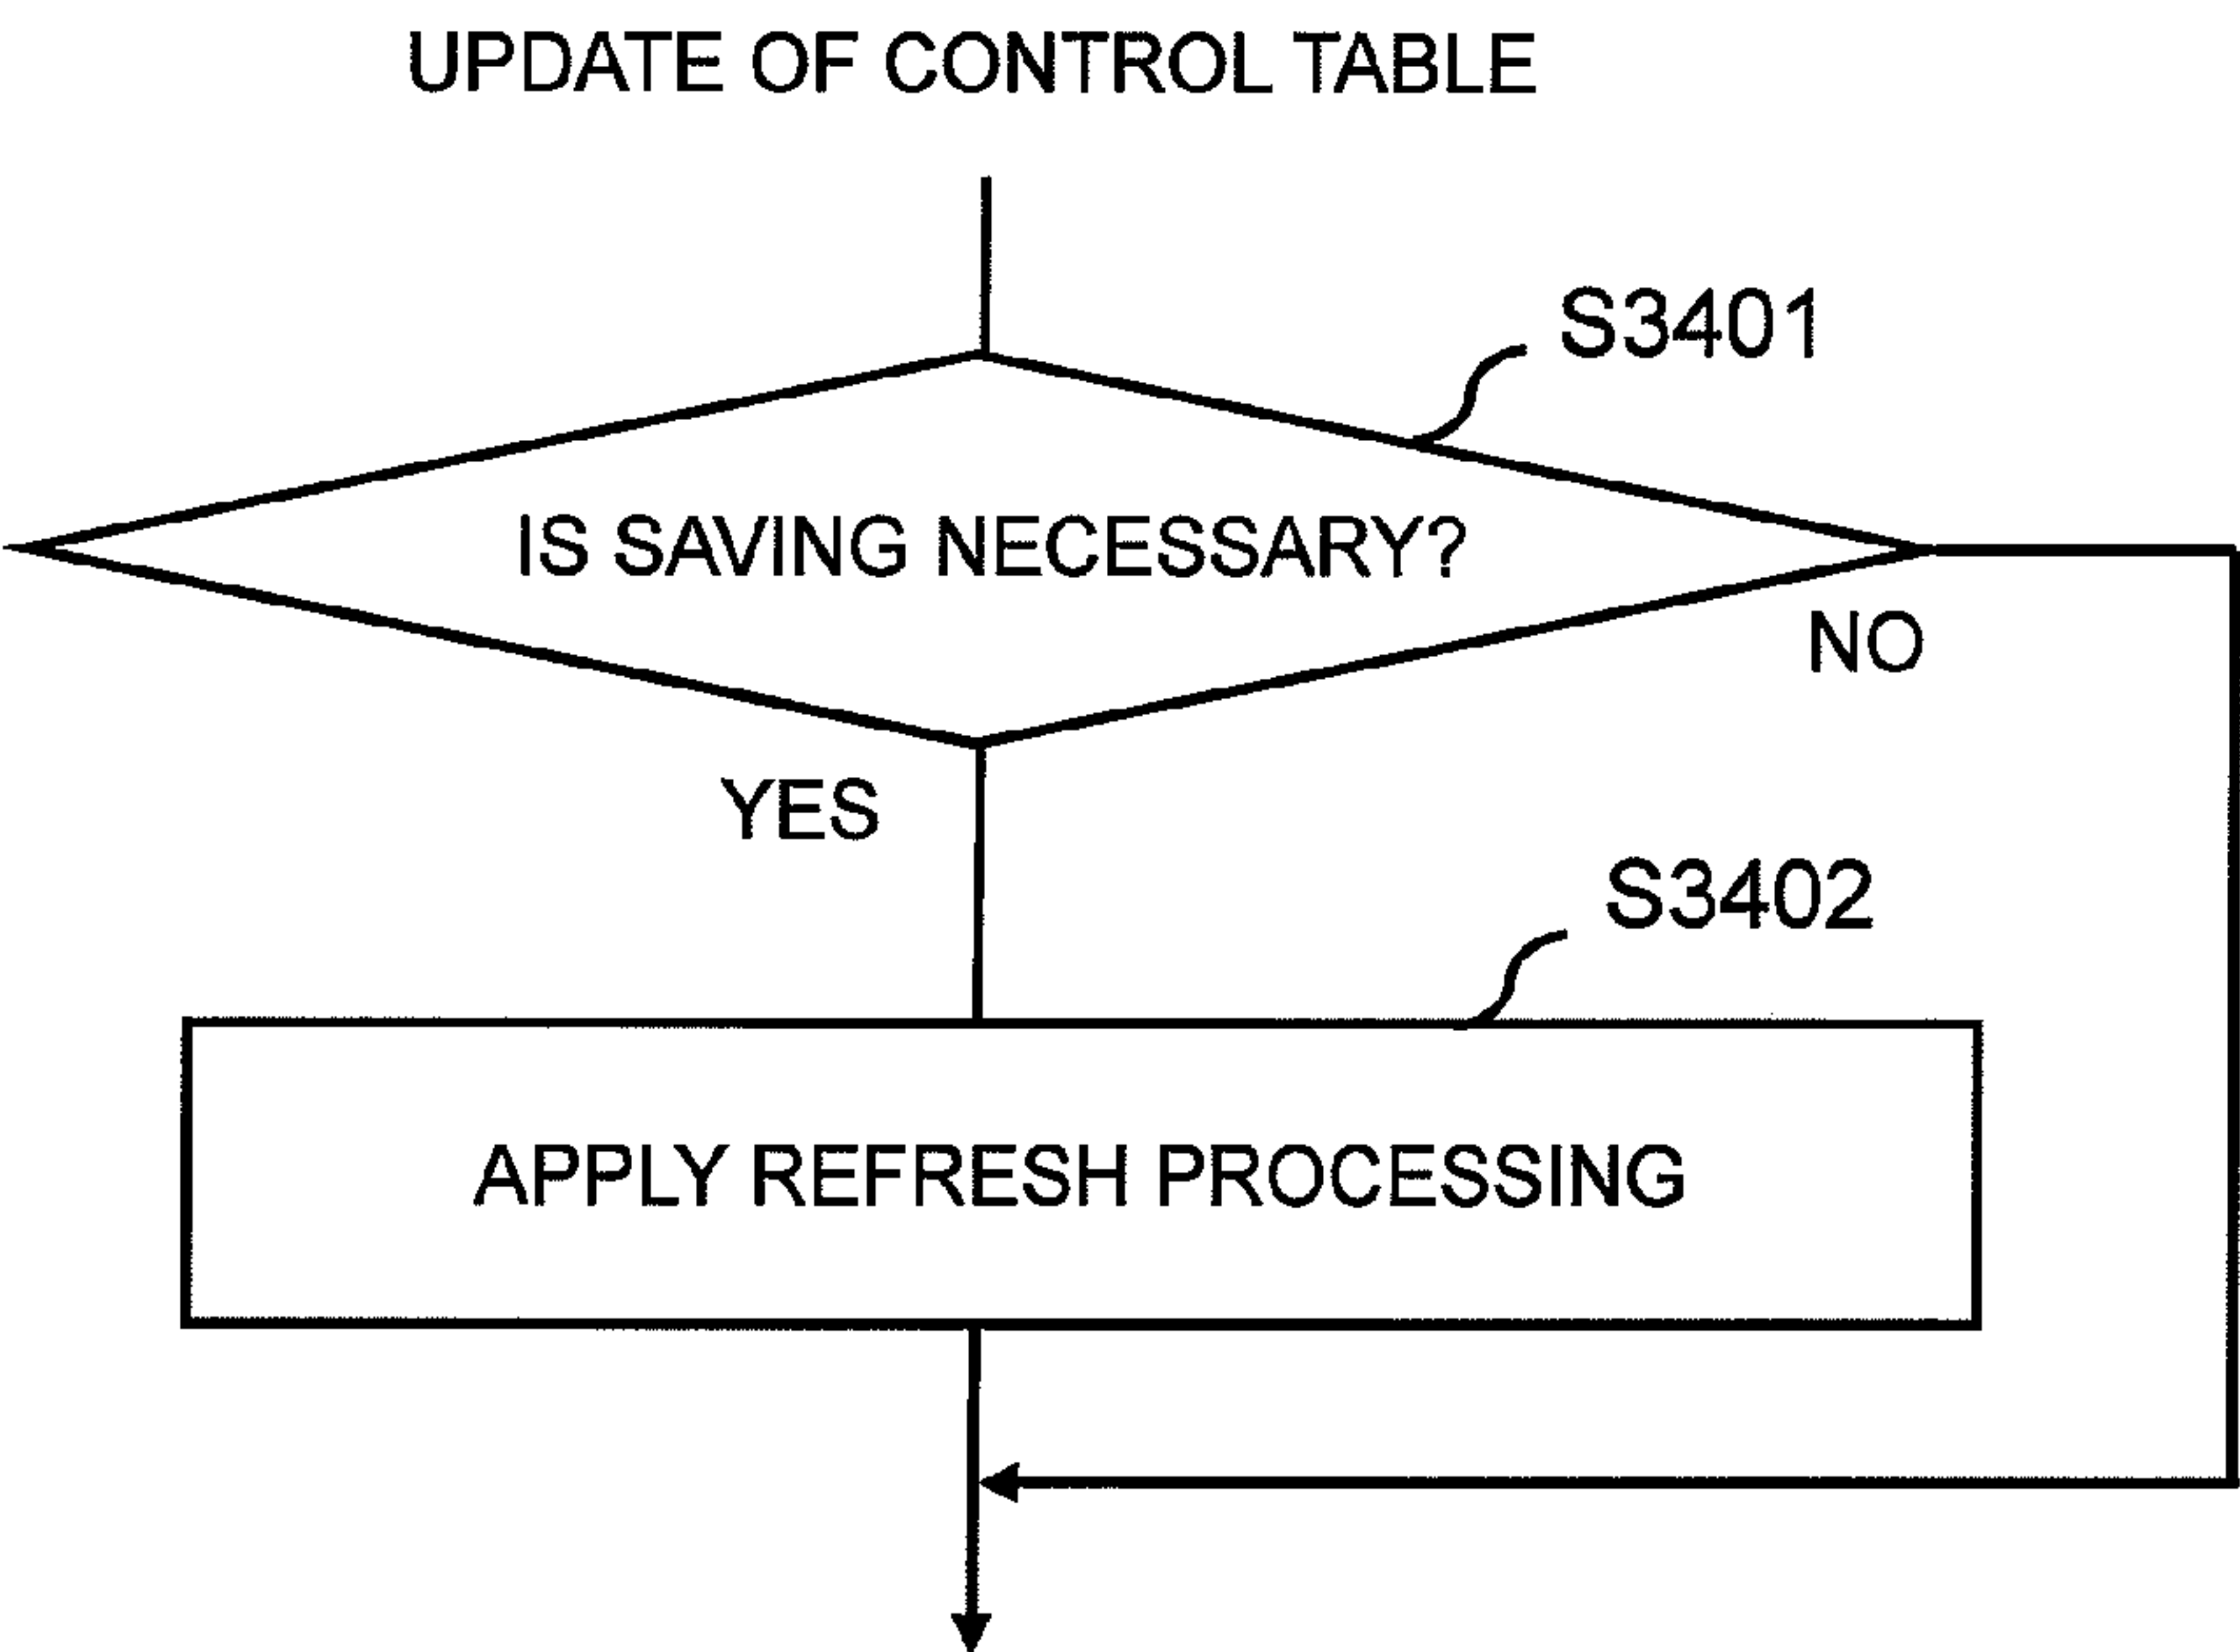 UPDATE OF CONTROL TABLE
S3401
IS SAVING NECESSARY?
NO
YES
S3402
APPLY REFRESH PROCESSING